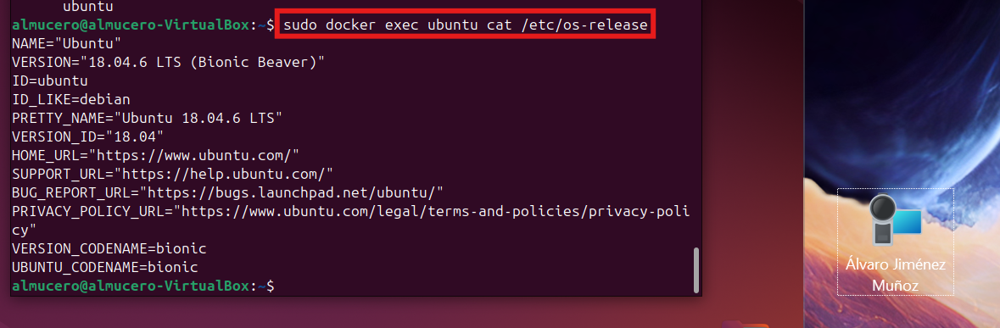 ubuntu
almucero@almucero-VirtualBox:~$ sudo docker exec ubuntu cat /etc/os-release
NAME="Ubuntu"
VERSION="18.04.6 LTS (Bionic Beaver)"
ID=ubuntu
ID_LIKE=debian
PRETTY_NAME="Ubuntu 18.04.6 LTS"
VERSION_ID="18.04"
HOME_URL="https://www.ubuntu.com/"
SUPPORT_URL="https://help.ubuntu.com/"
BUG_REPORT_URL="https://bugs.launchpad.net/ubuntu/"
PRIVACY_POLICY_URL="https://www.ubuntu.com/legal/terms-and-policies/privacy-poli
cy"
VERSION_CODENAME=bionic
UBUNTU_CODENAME=bionic
almucero@almucero-VirtualBox:~$
Álvaro Jiménez
Muñoz